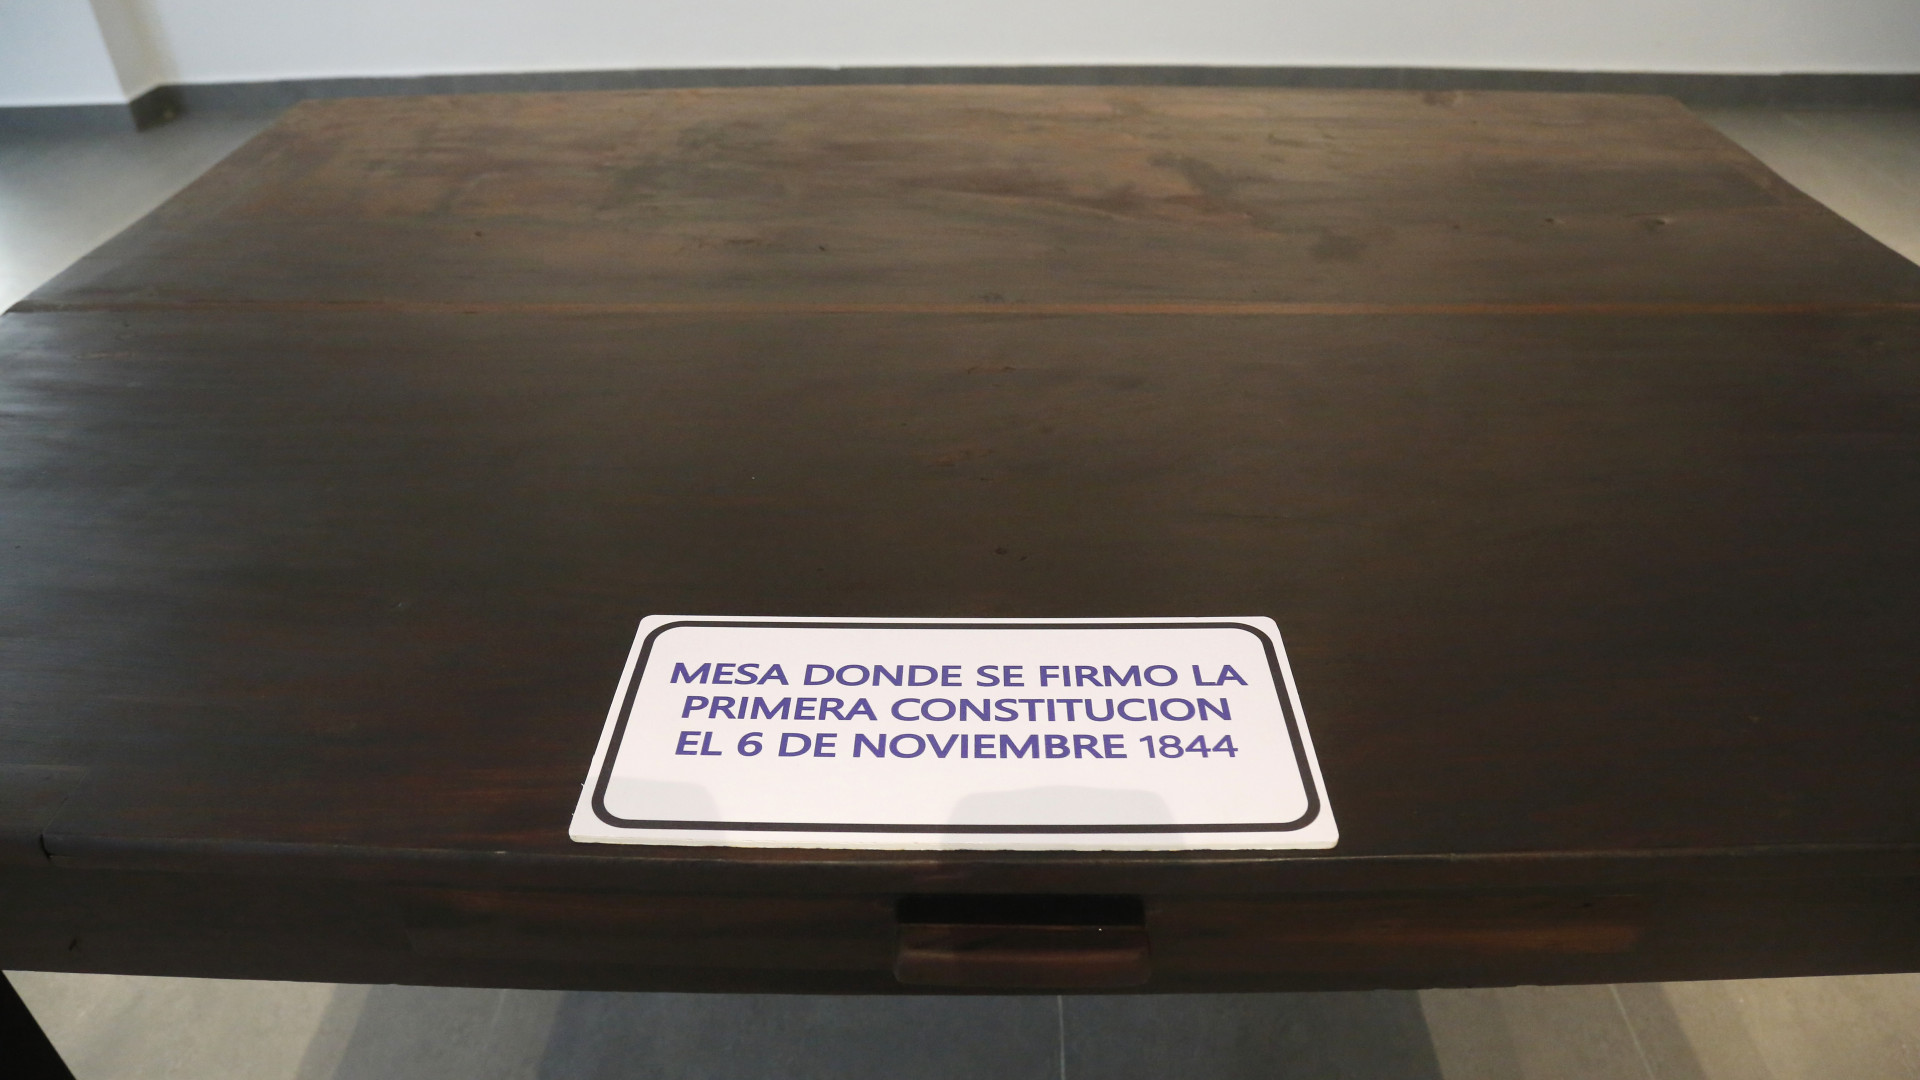 MESA DONDE SE FIRMO LA
PRIMERA CONSTITUCION
EL 6 DE NOVIEMBRE 1844